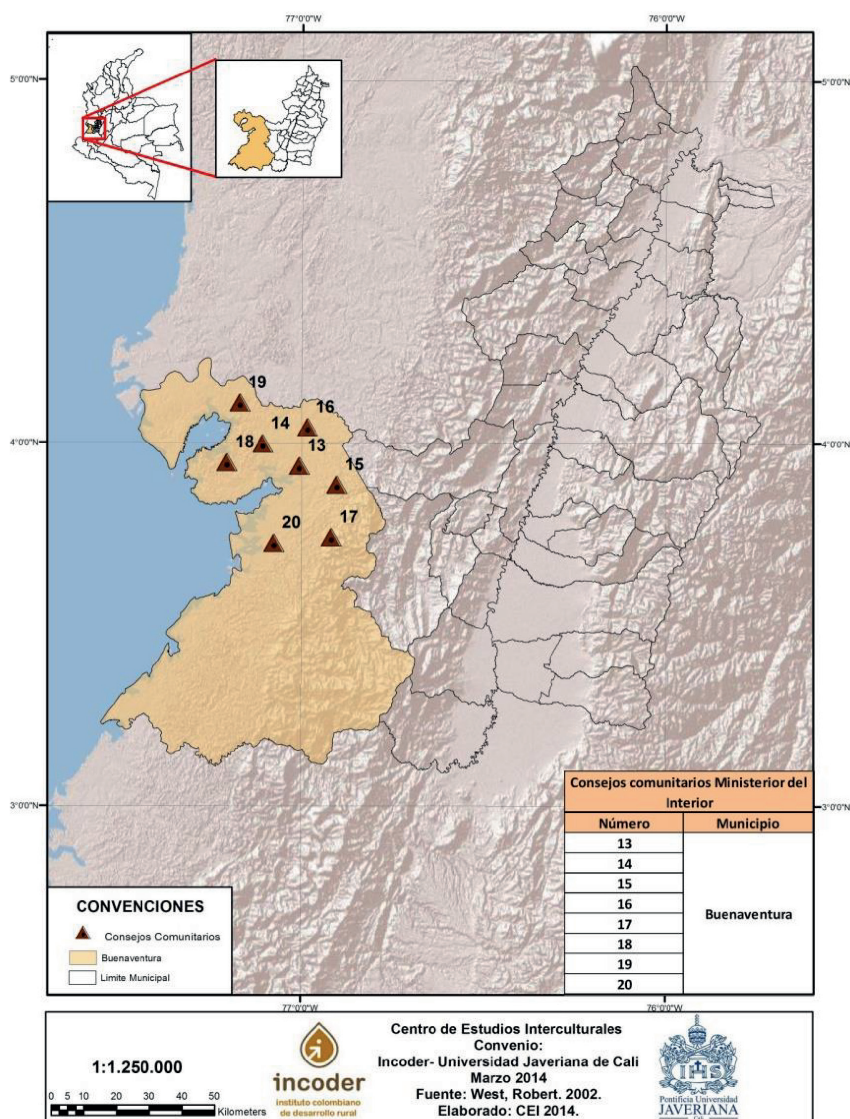 77°0'0"W 76°0'0"W
5°0'0"N 5°0'0"N
4°0'0"N 4°0'0"N
3°0'0"N 3°0'0"N
19
16
14
18
13
15
20
17
Consejos comunitarios Ministerior del
Interior
Número Municipio
13
14
15
16
17
18
19
20
Buenaventura
CONVENCIONES
Consejos Comunitarios
Buenaventura
Limite Municipal
77°0'0"W 76°0'0"W
1:1.250.000
0 5 10 20 30 40 50
Kilometers
incoder
instituto colombiano
de desarrollo rural
Centro de Estudios Interculturales
Convenio:
Incoder- Universidad Javeriana de Cali
Marzo 2014
Fuente: West, Robert. 2002.
Elaborado: CEI 2014.
IHS
Pontificia Universidad
JAVERIANA
Cali